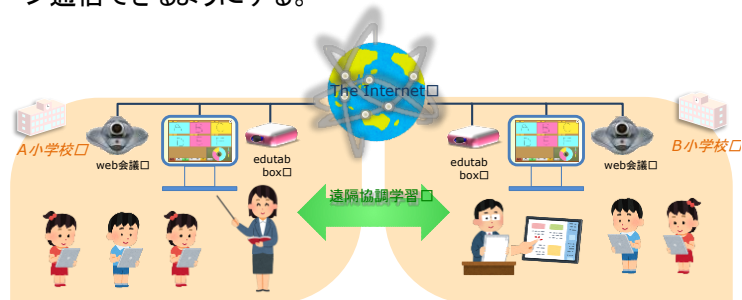 ン通信できるようにする。
The Internet
A小学校
web会議
edutab
box
遠隔協調学習
edutab
box
web会議
B小学校